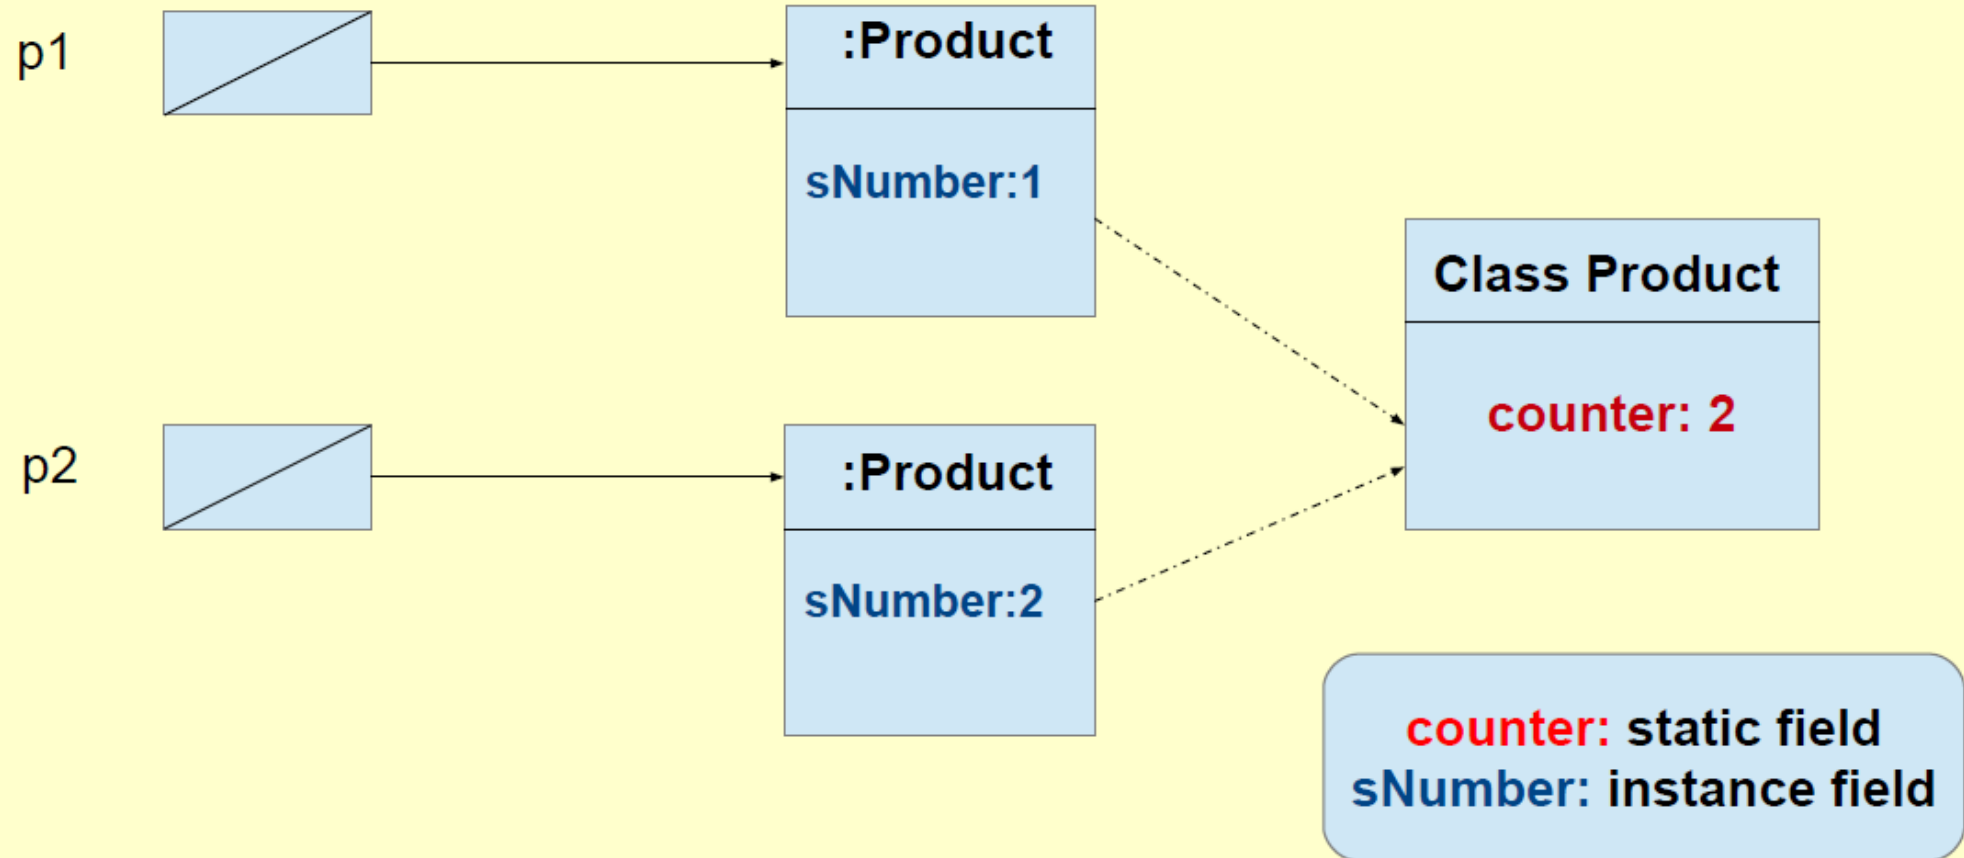 p1
:Product
sNumber:1
Class Product
counter: 2
p2
:Product
sNumber:2
counter: static field
sNumber: instance field